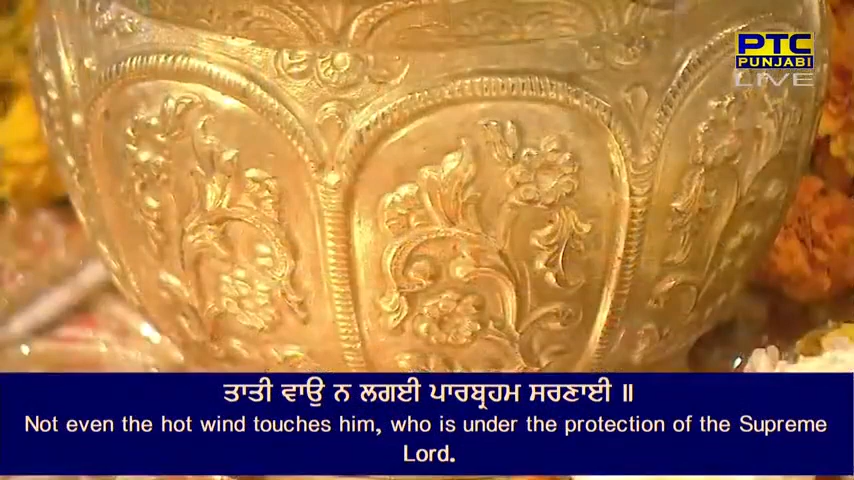 PTC
PUNJABI
LIVE
ਤਾਤੀ ਵਾਉ ਨ ਲਗਈ ਪਾਰਬ੍ਰਹਮ ਸਰਣਾਈ ॥
Not even the hot wind touches him, who is under the protection of the Supreme
Lord.